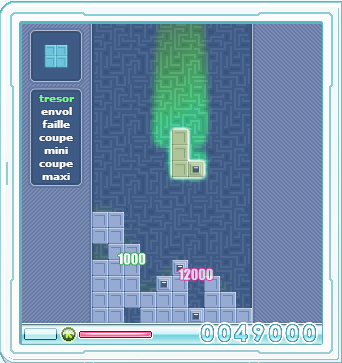 tresor
envol
faille
coupe
mini
coupe
maxi
1000
12000
0049000